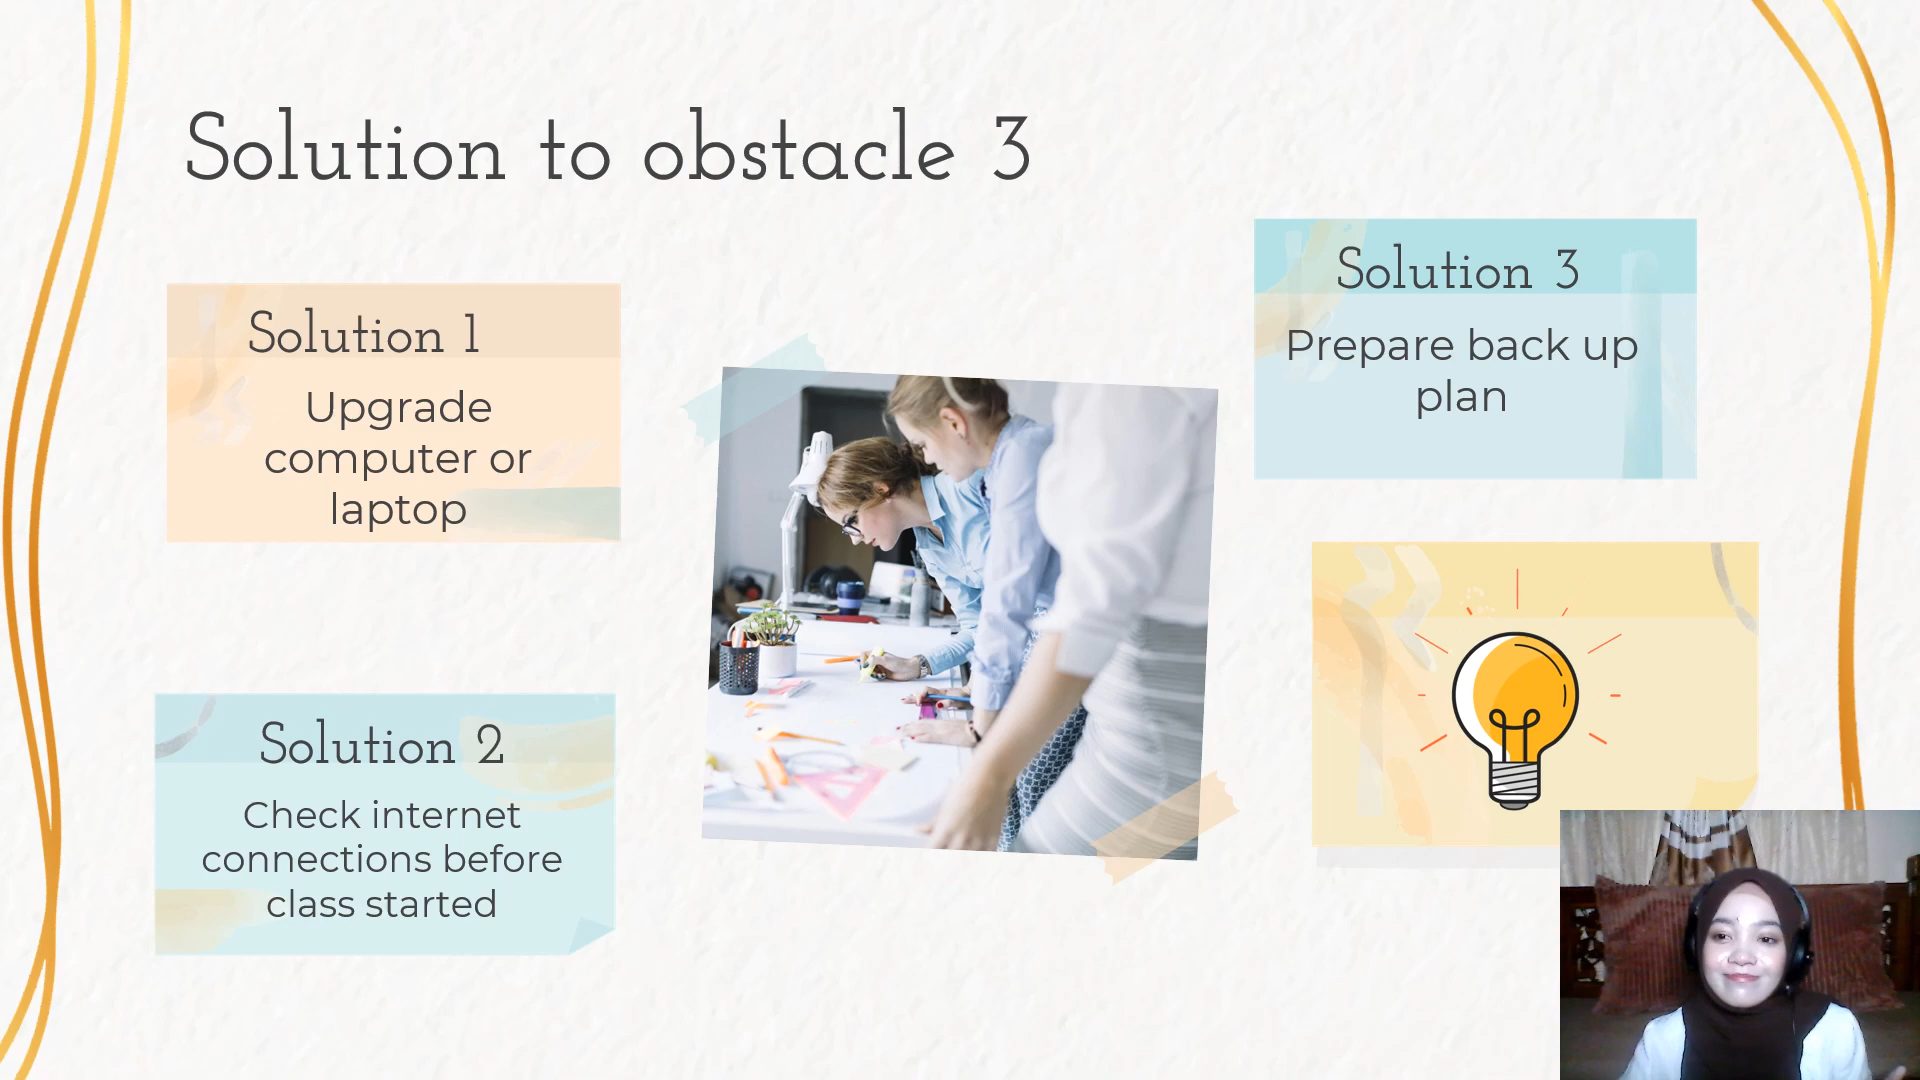 Solution to obstacle 3
Solution 1
Upgrade
computer or
laptop
Solution 2
Check internet
connections before
class started
Solution 3
Prepare back up
plan